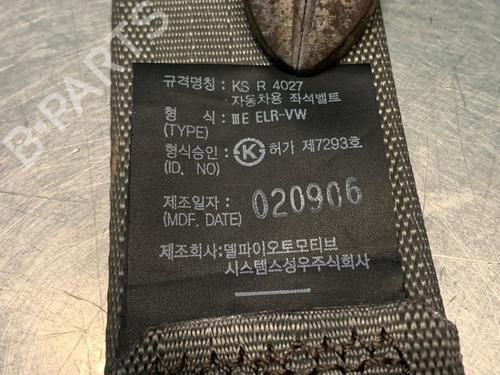 규격명칭 : KS R 4027
자동차용 좌석벨트
형 식 : ⅢE ELR-VW
(TYPE)
형식승인 : K 허가 제7293호
(ID. NO)
제조일자 : 020906
(MDF. DATE)
제조회사 : 델파이오토모티브
시스템스성우주식회사
B-PARTS